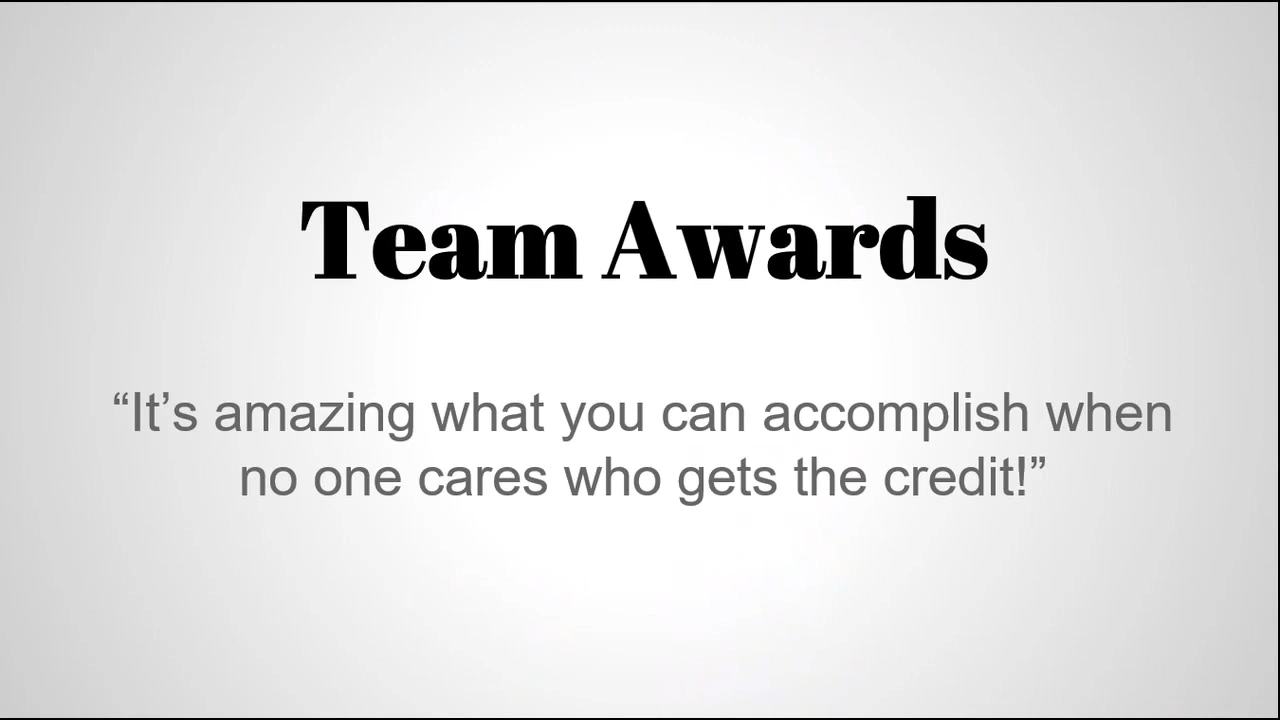 Team Awards
“It’s amazing what you can accomplish when
no one cares who gets the credit!”